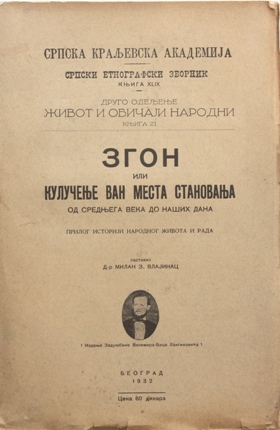 СРПСКА КРАЉЕВСКА АКАДЕМИЈА
СРПСКИ ЕТНОГРАФСКИ ЗБОРНИК
КЊИГА XLIX
ДРУГО ОДЕЉЕЊЕ
ЖИВОТ И ОБИЧАЈИ НАРОДНИ
КЊИГА 21
ЗГОН
ИЛИ
КУЛУЧЕЊЕ ВАН МЕСТА СТАНОВАЊА
ОД СРЕДЊЕГА ВЕКА ДО НАШИХ ДАНА
ПРИЛОГ ИСТОРИЈИ НАРОДНОГ ЖИВОТА И РАДА
Д-р МИЛАН З. ВЛАЈИНАЦ
БЕОГРАД
1932
Цена 60 динара